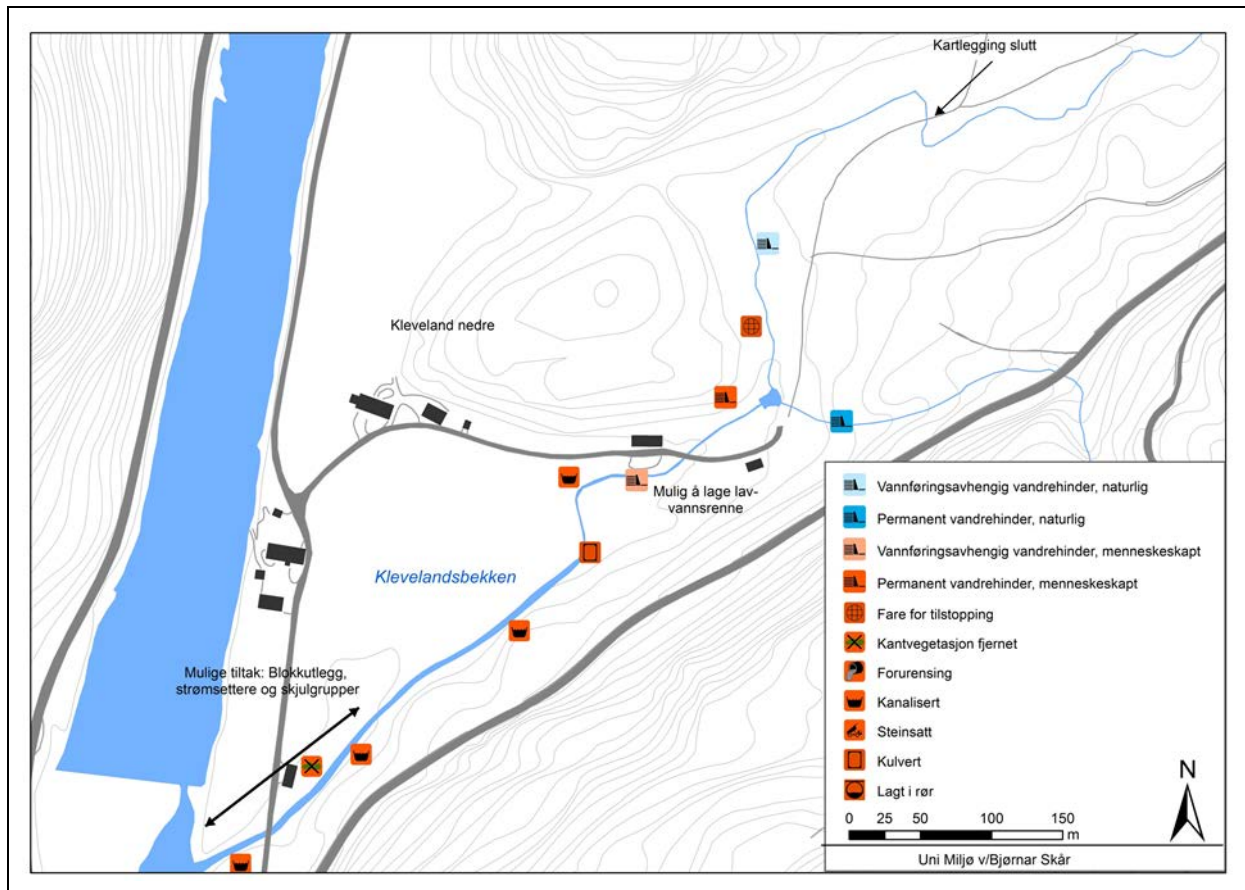 Kartlegging slutt
Kleveland nedre
Mulig å lage lav-
vannsrenne
Klevelandsbekken
Mulige tiltak: Blokkutlegg,
strømsettere og skjulgrupper
Vannføringsavhengig vandrehinder, naturlig
Permanent vandrehinder, naturlig
Vannføringsavhengig vandrehinder, menneskeskapt
Permanent vandrehinder, menneskeskapt
Fare for tilstopping
Kantvegetasjon fjernet
Forurensing
Kanalisert
Steinsatt
Kulvert
Lagt i rør
N
0 25 50 100 150
m
Uni Miljø v/Bjørnar Skår